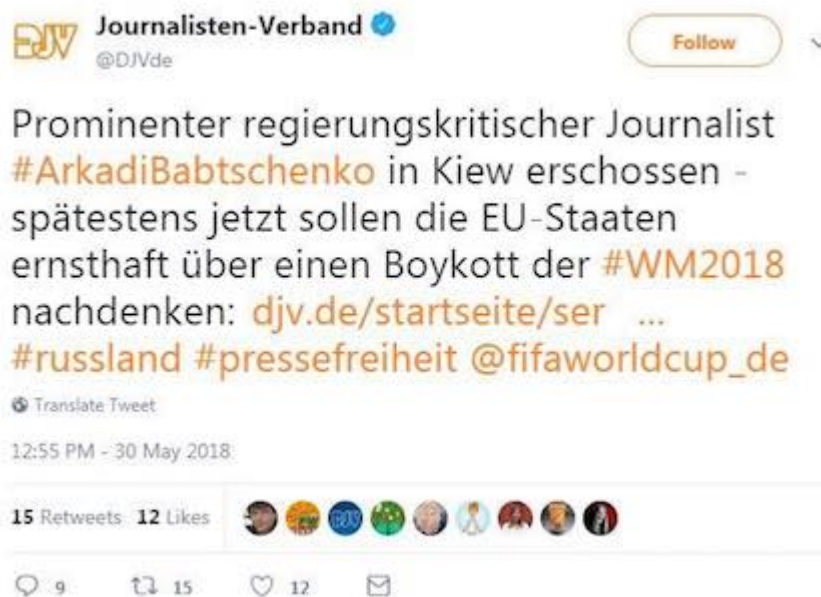 DJV Journalisten-Verband
@DJVde
Follow
Prominenter regierungskritischer Journalist
#ArkadiBabtschenko in Kiew erschossen -
spätestens jetzt sollen die EU-Staaten
ernsthaft über einen Boykott der #WM2018
nachdenken: djv.de/startseite/ser ...
#russland #pressefreiheit @fifaworldcup_de
Translate Tweet
12:55 PM - 30 May 2018
15 Retweets 12 Likes DJV
9 15 12